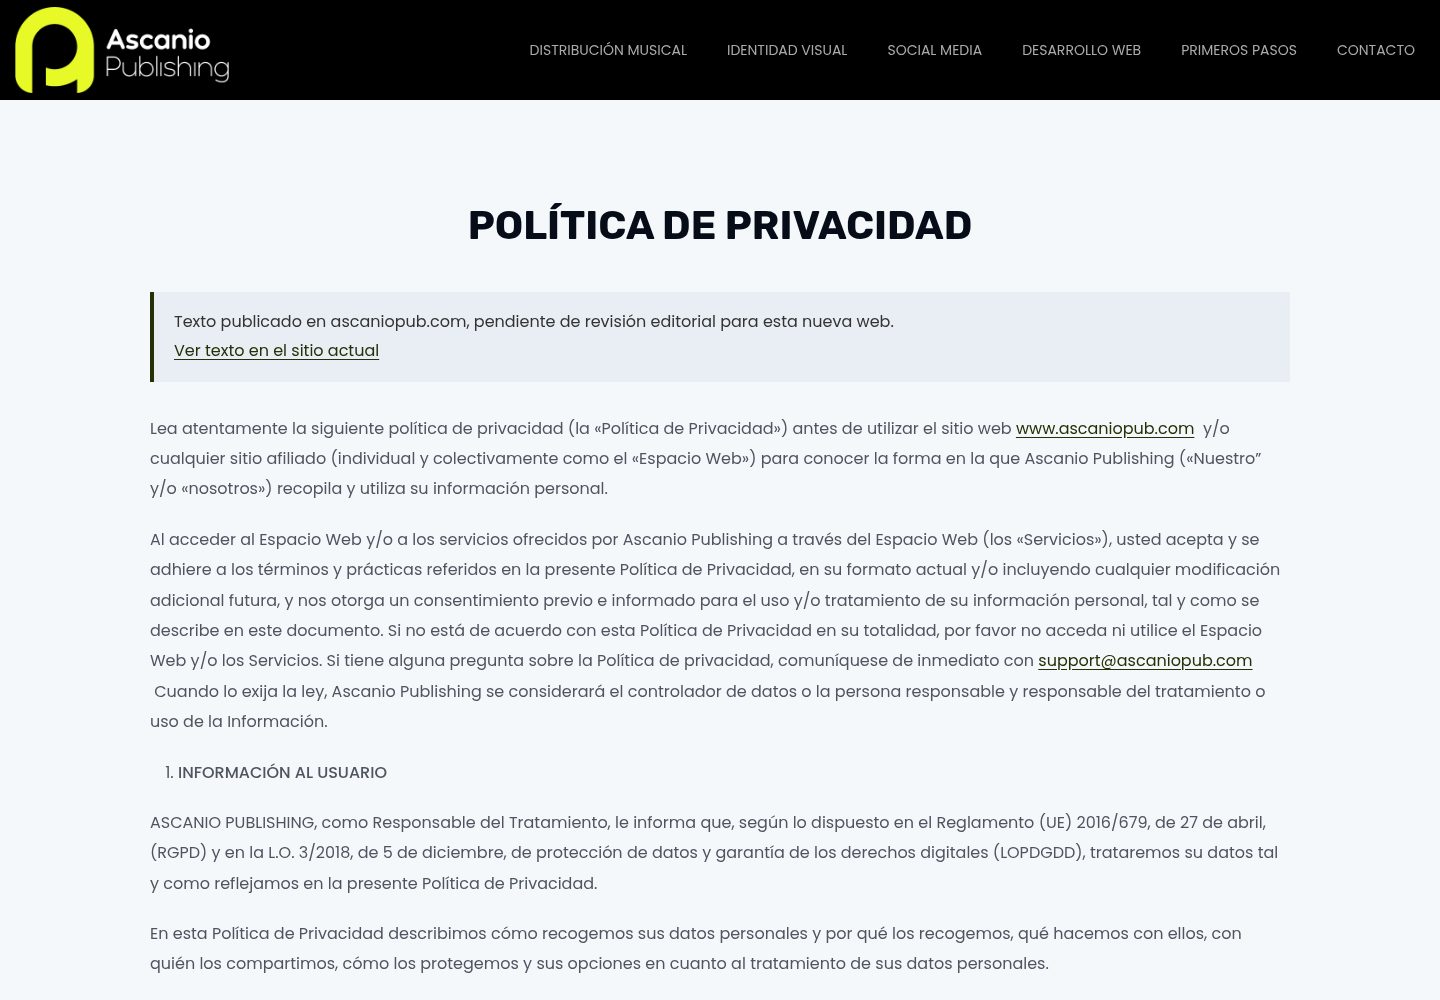 Ascanio
Publishing
DISTRIBUCIÓN MUSICAL
IDENTIDAD VISUAL
SOCIAL MEDIA
DESARROLLO WEB
PRIMEROS PASOS
CONTACTO
POLÍTICA DE PRIVACIDAD
Texto publicado en ascaniopub.com, pendiente de revisión editorial para esta nueva web.
Ver texto en el sitio actual
Lea atentamente la siguiente política de privacidad (la «Política de Privacidad») antes de utilizar el sitio web www.ascaniopub.com y/o
cualquier sitio afiliado (individual y colectivamente como el «Espacio Web») para conocer la forma en la que Ascanio Publishing («Nuestro”
y/o «nosotros») recopila y utiliza su información personal.
Al acceder al Espacio Web y/o a los servicios ofrecidos por Ascanio Publishing a través del Espacio Web (los «Servicios»), usted acepta y se
adhiere a los términos y prácticas referidos en la presente Política de Privacidad, en su formato actual y/o incluyendo cualquier modificación
adicional futura, y nos otorga un consentimiento previo e informado para el uso y/o tratamiento de su información personal, tal y como se
describe en este documento. Si no está de acuerdo con esta Política de Privacidad en su totalidad, por favor no acceda ni utilice el Espacio
Web y/o los Servicios. Si tiene alguna pregunta sobre la Política de privacidad, comuníquese de inmediato con support@ascaniopub.com
Cuando lo exija la ley, Ascanio Publishing se considerará el controlador de datos o la persona responsable y responsable del tratamiento o
uso de la Información.
1. INFORMACIÓN AL USUARIO
ASCANIO PUBLISHING, como Responsable del Tratamiento, le informa que, según lo dispuesto en el Reglamento (UE) 2016/679, de 27 de abril,
(RGPD) y en la L.O. 3/2018, de 5 de diciembre, de protección de datos y garantía de los derechos digitales (LOPDGDD), trataremos su datos tal
y como reflejamos en la presente Política de Privacidad.
En esta Política de Privacidad describimos cómo recogemos sus datos personales y por qué los recogemos, qué hacemos con ellos, con
quién los compartimos, cómo los protegemos y sus opciones en cuanto al tratamiento de sus datos personales.